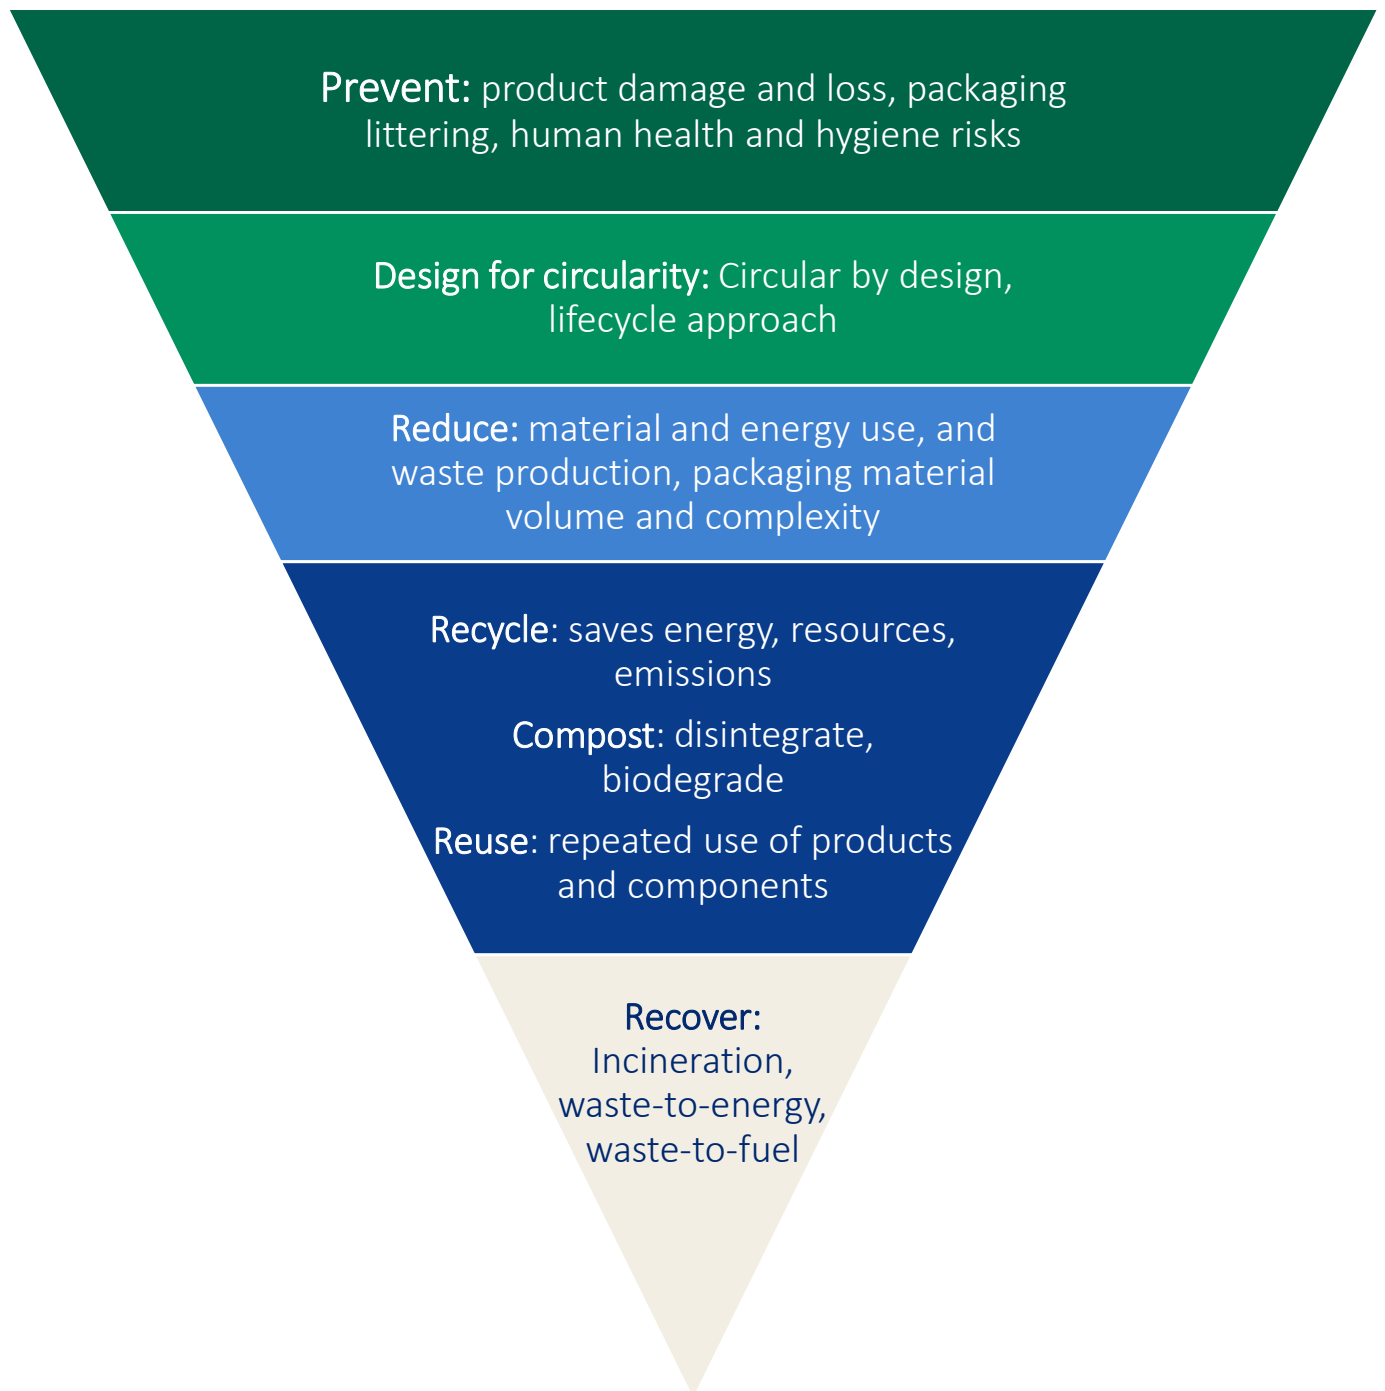 Prevent: product damage and loss, packaging
littering, human health and hygiene risks
Design for circularity: Circular by design,
lifecycle approach
Reduce: material and energy use, and
waste production, packaging material
volume and complexity
Recycle: saves energy, resources,
emissions
Compost: disintegrate,
biodegrade
Reuse: repeated use of products
and components
Recover:
Incineration,
waste-to-energy,
waste-to-fuel